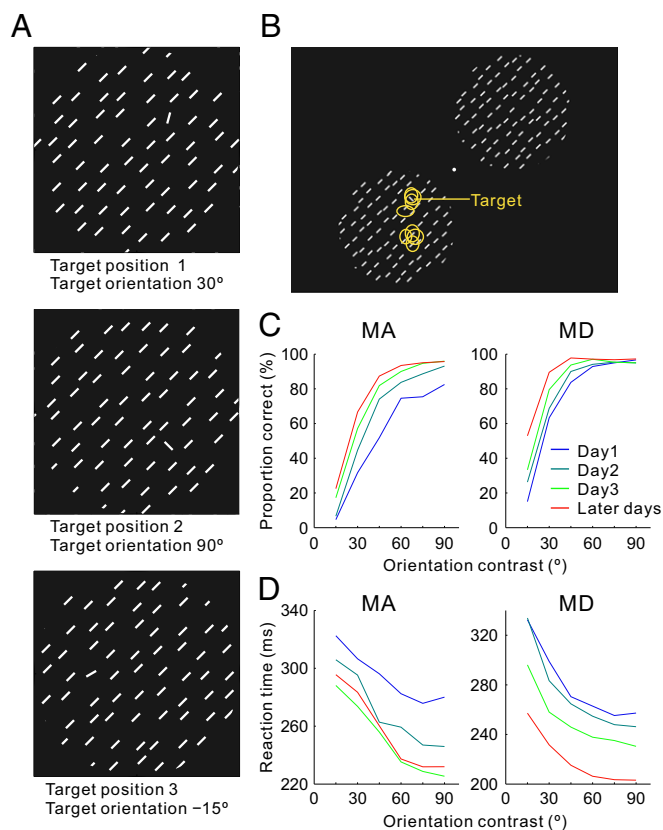 A
Target position 1
Target orientation 30º
Target position 2
Target orientation 90º
Target position 3
Target orientation −15º
B
Target
C
MA
MD
Proportion correct (%)
100
80
60
40
20
0
0 30 60 90
100
80
60
40
20
0
0 30 60 90
Day1
Day2
Day3
Later days
Orientation contrast (º)
D
MA
MD
Reaction time (ms)
340
300
260
220
0 30 60 90
320
280
240
200
0 30 60 90
Orientation contrast (º)